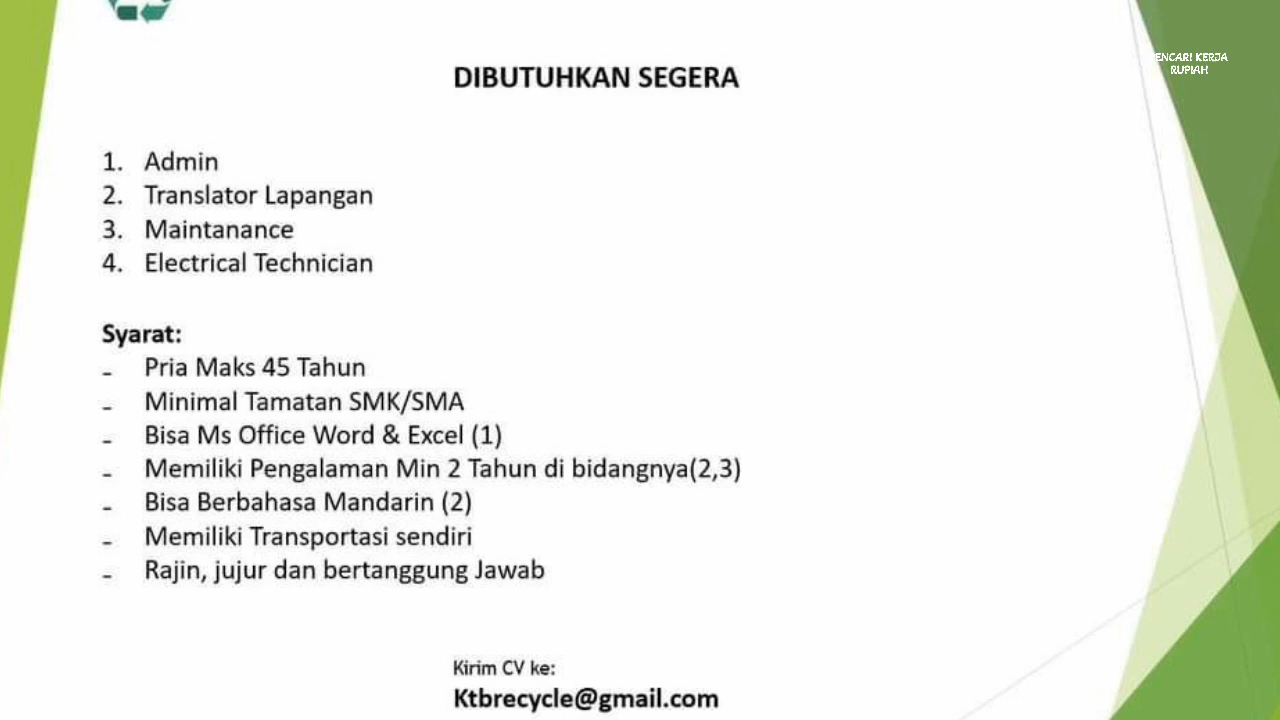 DIBUTUHKAN SEGERA
ENCARI KERJA
RUPIAH
1. Admin
2. Translator Lapangan
3. Maintanance
4. Electrical Technician
Syarat:
- Pria Maks 45 Tahun
- Minimal Tamatan SMK/SMA
- Bisa Ms Office Word & Excel (1)
- Memiliki Pengalaman Min 2 Tahun di bidangnya(2,3)
- Bisa Berbahasa Mandarin (2)
- Memiliki Transportasi sendiri
- Rajin, jujur dan bertanggung Jawab
Kirim CV ke:
Ktbrecycle@gmail.com